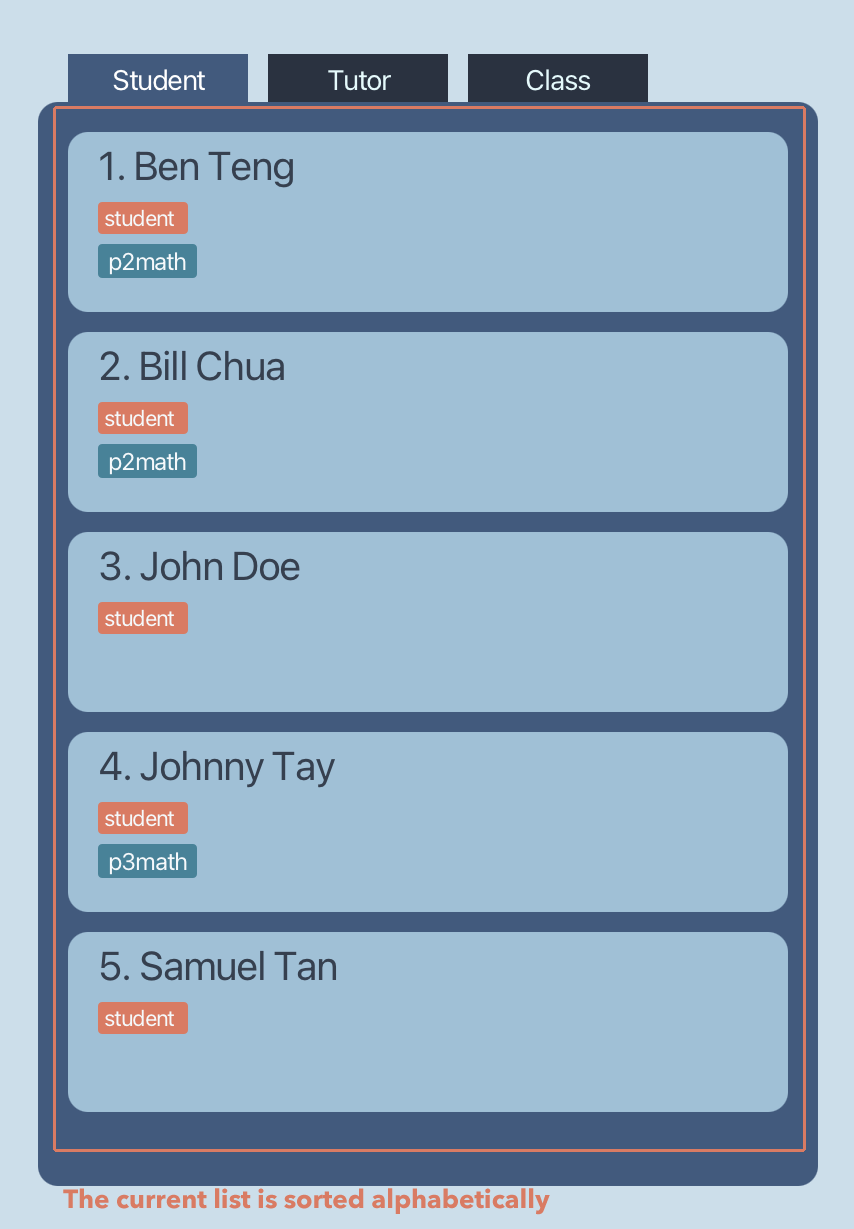 Student Tutor Class
1. Ben Teng
student
p2math
2. Bill Chua
student
p2math
3. John Doe
student
4. Johnny Tay
student
p3math
5. Samuel Tan
student
The current list is sorted alphabetically